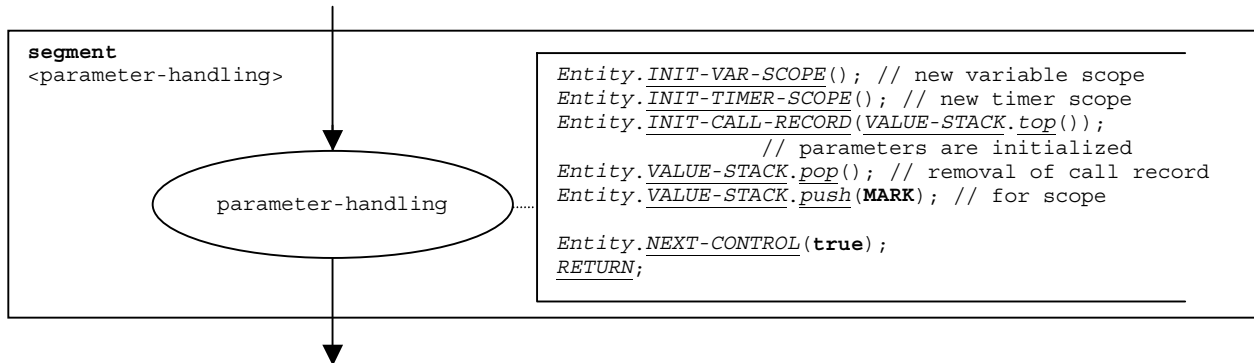 segment
<parameter-handling>
parameter-handling
Entity.INIT-VAR-SCOPE(); // new variable scope
Entity.INIT-TIMER-SCOPE(); // new timer scope
Entity.INIT-CALL-RECORD(VALUE-STACK.top());
// parameters are initialized
Entity.VALUE-STACK.pop(); // removal of call record
Entity.VALUE-STACK.push(MARK); // for scope
Entity.NEXT-CONTROL(true);
RETURN;